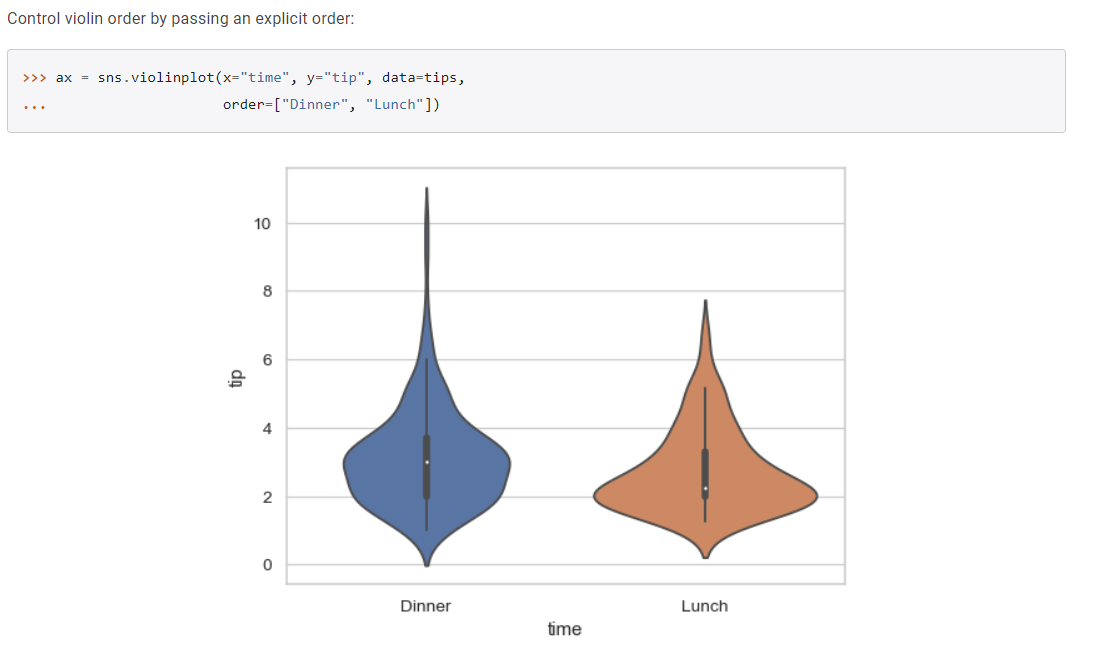 Control violin order by passing an explicit order:
>>> ax = sns.violinplot(x="time", y="tip", data=tips,
... order=["Dinner", "Lunch"])
10
8
6
4
2
0
tip
Dinner Lunch
time